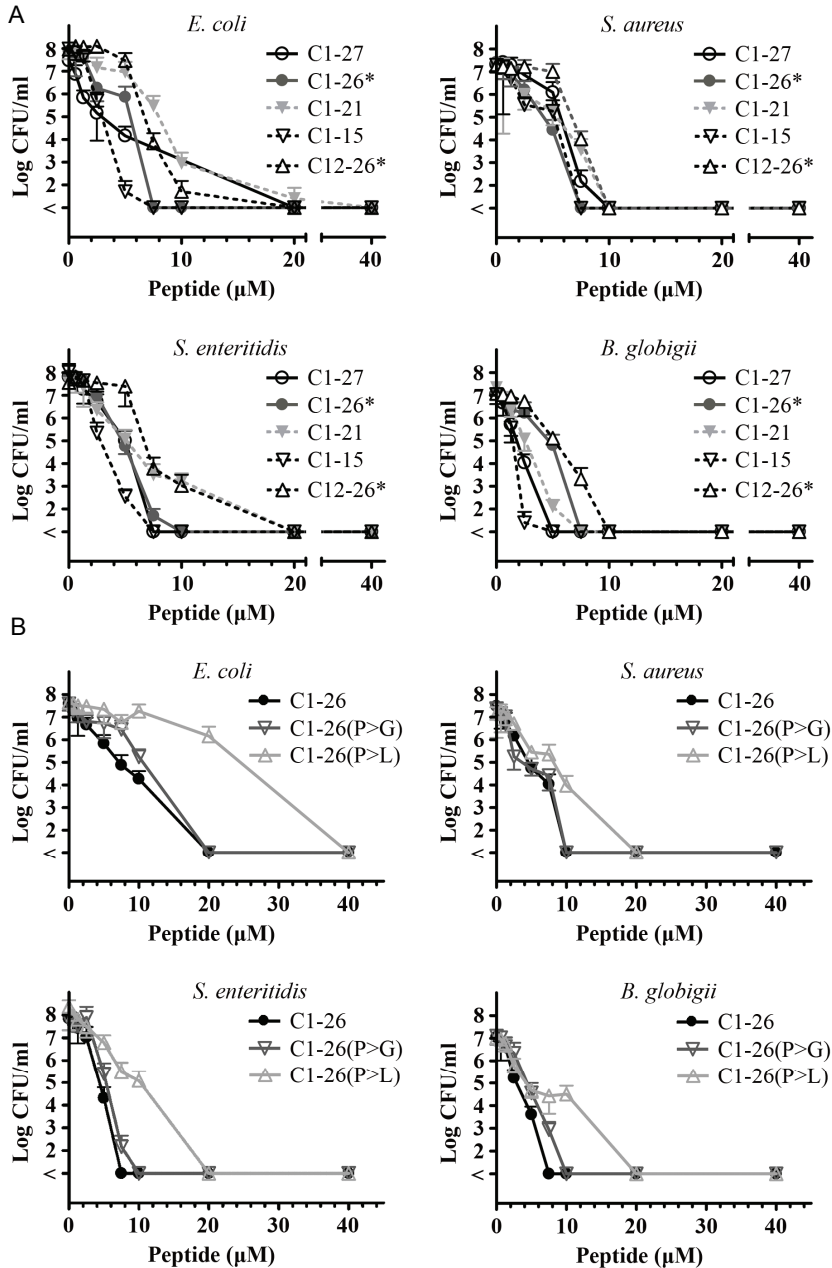 A
E. coli
8
7
6
5
4
3
2
<
Log CFU/ml
0 10 20 40
Peptide (µM)
C1-27
C1-26*
C1-21
C1-15
C12-26*
S. aureus
8
7
6
5
4
3
2
<
Log CFU/ml
0 10 20 40
Peptide (µM)
C1-27
C1-26*
C1-21
C1-15
C12-26*
S. enteritidis
8
7
6
5
4
3
2
<
Log CFU/ml
0 10 20 40
Peptide (µM)
C1-27
C1-26*
C1-21
C1-15
C12-26*
B. globigii
8
7
6
5
4
3
2
<
Log CFU/ml
0 10 20 40
Peptide (µM)
C1-27
C1-26*
C1-21
C1-15
C12-26*
B
E. coli
8
7
6
5
4
3
2
<
Log CFU/ml
0 10 20 30 40
Peptide (µM)
C1-26
C1-26(P>G)
C1-26(P>L)
S. aureus
8
7
6
5
4
3
2
<
Log CFU/ml
0 10 20 30 40
Peptide (µM)
C1-26
C1-26(P>G)
C1-26(P>L)
S. enteritidis
8
7
6
5
4
3
2
<
Log CFU/ml
0 10 20 30 40
Peptide (µM)
C1-26
C1-26(P>G)
C1-26(P>L)
B. globigii
8
7
6
5
4
3
2
<
Log CFU/ml
0 10 20 30 40
Peptide (µM)
C1-26
C1-26(P>G)
C1-26(P>L)